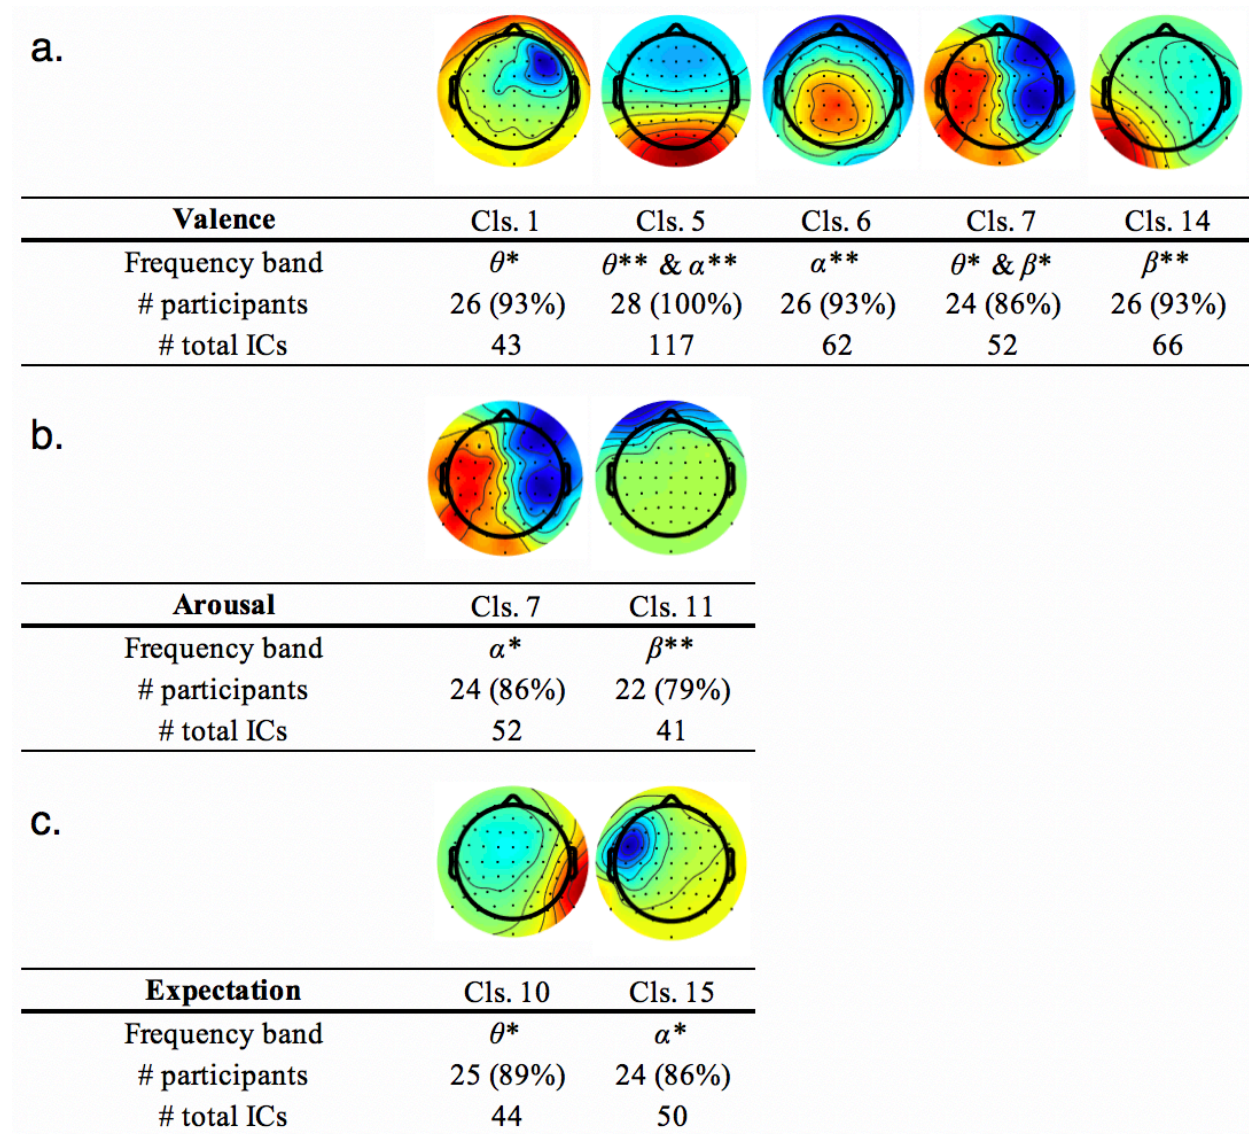 a.
Valence Cls. 1 Cls. 5 Cls. 6 Cls. 7 Cls. 14
Frequency band θ* θ** & α** α** θ* & β* β**
# participants 26 (93%) 28 (100%) 26 (93%) 24 (86%) 26 (93%)
# total ICs 43 117 62 52 66
b.
Arousal Cls. 7 Cls. 11
Frequency band α* β**
# participants 24 (86%) 22 (79%)
# total ICs 52 41
c.
Expectation Cls. 10 Cls. 15
Frequency band θ* α*
# participants 25 (89%) 24 (86%)
# total ICs 44 50